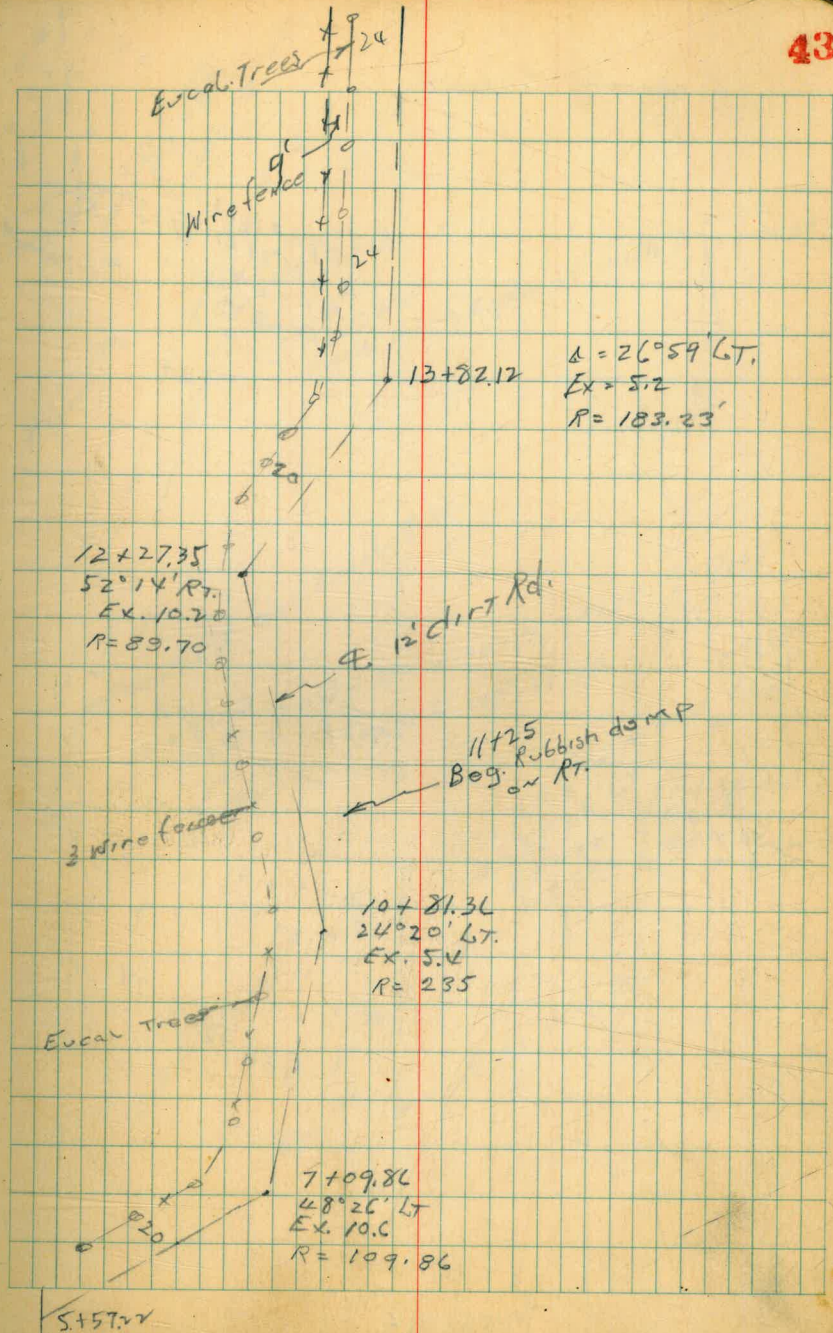 43
24
Eucal. Trees
9'
Wire fence
24
13+82.12
Δ = 26°59' LT.
Ex = 5.2
R = 183.23'
20
12+27.35
52°14' RT.
Ex. 10.20
R = 89.70
℄ 12' dirt Rd.
11+25
Beg. Rubbish dump
on RT.
3 Wire fence
10+81.36
24°20' LT.
Ex. 5.4
R = 235
Eucal Trees
7+09.86
48°26' LT
Ex. 10.6
R = 109.86
20
5+57.22